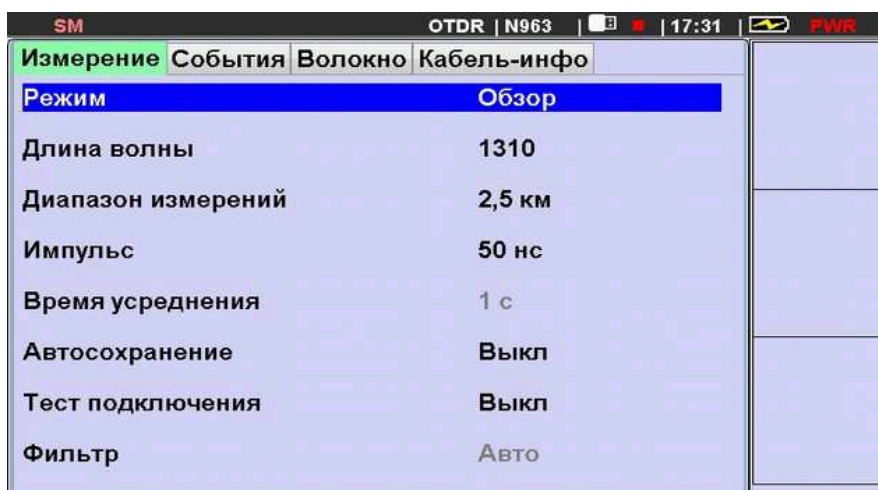 SM OTDR | N963 | | 17:31 | PWR
Измерение События Волокно Кабель-инфо
Режим Обзор
Длина волны 1310
Диапазон измерений 2,5 км
Импульс 50 нс
Время усреднения 1 с
Автосохранение Выкл
Тест подключения Выкл
Фильтр Авто